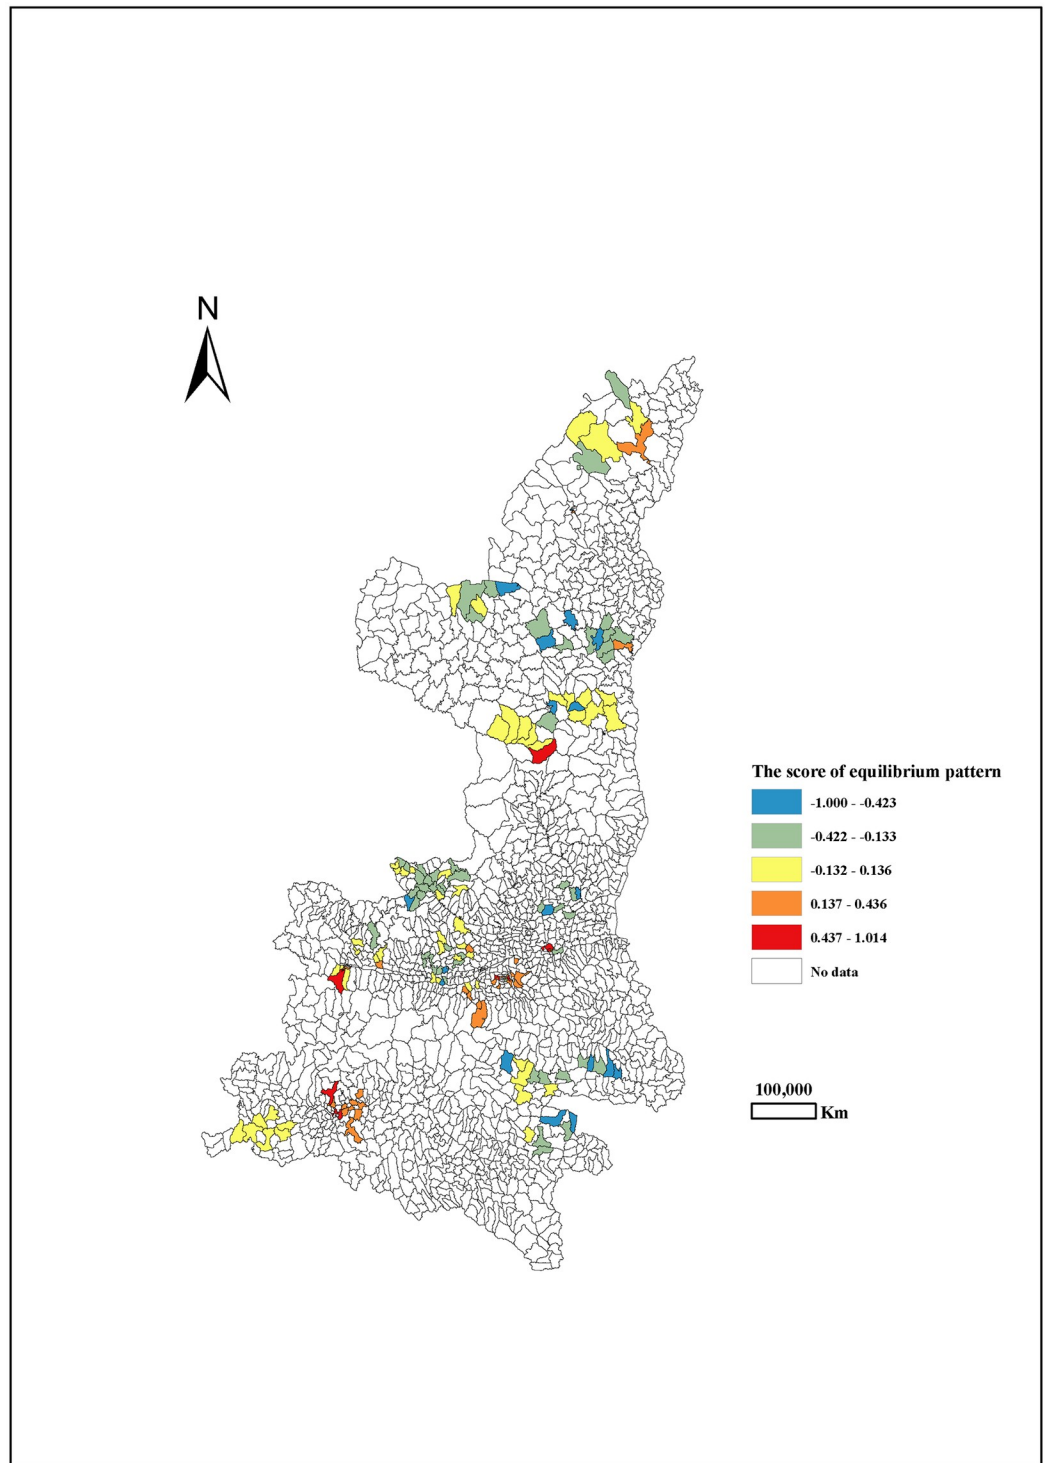 N
The score of equilibrium pattern
-1.000 - -0.423
-0.422 - -0.133
-0.132 - 0.136
0.137 - 0.436
0.437 - 1.014
No data
100,000
Km